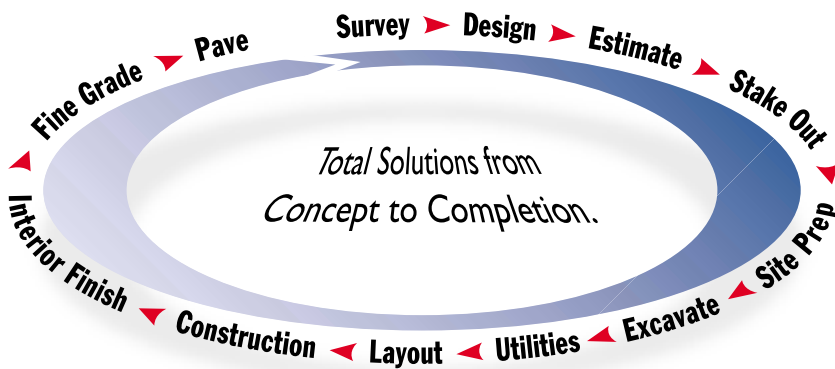 Survey
Design
Estimate
Stake Out
Site Prep
Excavate
Utilities
Layout
Construction
Interior Finish
Fine Grade
Pave
Total Solutions from
Concept to Completion.